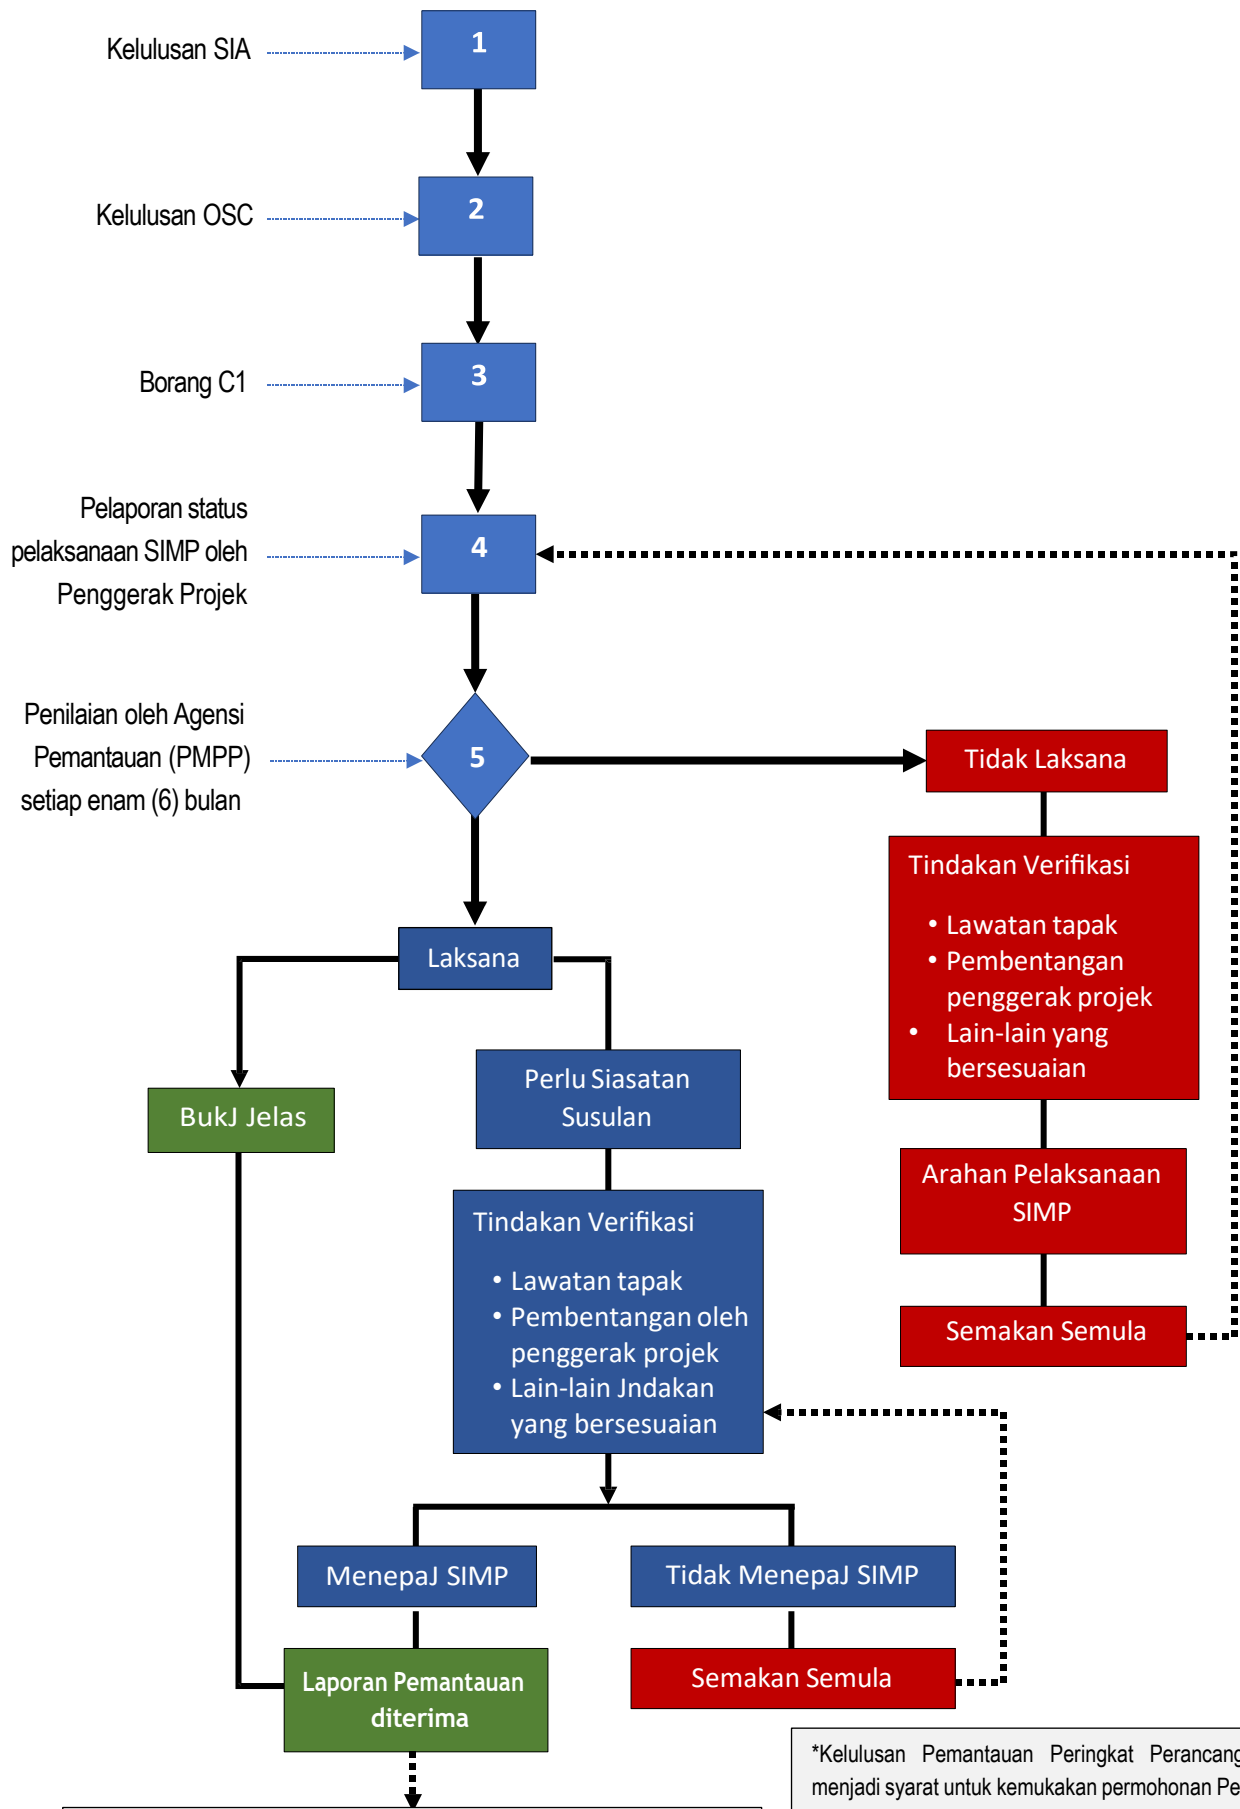 Kelulusan SIA
1
Kelulusan OSC
2
Borang C1
3
Pelaporan status
pelaksanaan SIMP oleh
Penggerak Projek
4
Penilaian oleh Agensi
Pemantauan (PMPP)
setiap enam (6) bulan
5
Tidak Laksana
Tindakan Verifikasi
• Lawatan tapak
• Pembentangan
penggerak projek
• Lain-lain yang
bersesuaian
Arahan Pelaksanaan
SIMP
Semakan Semula
Laksana
BukJ Jelas
Perlu Siasatan
Susulan
Tindakan Verifikasi
• Lawatan tapak
• Pembentangan oleh
penggerak projek
• Lain-lain Jndakan
yang bersesuaian
MenepaJ SIMP
Tidak MenepaJ SIMP
Laporan Pemantauan
diterima
Semakan Semula
*Kelulusan Pemantauan Peringkat Perancang
menjadi syarat untuk kemukakan permohonan Pe